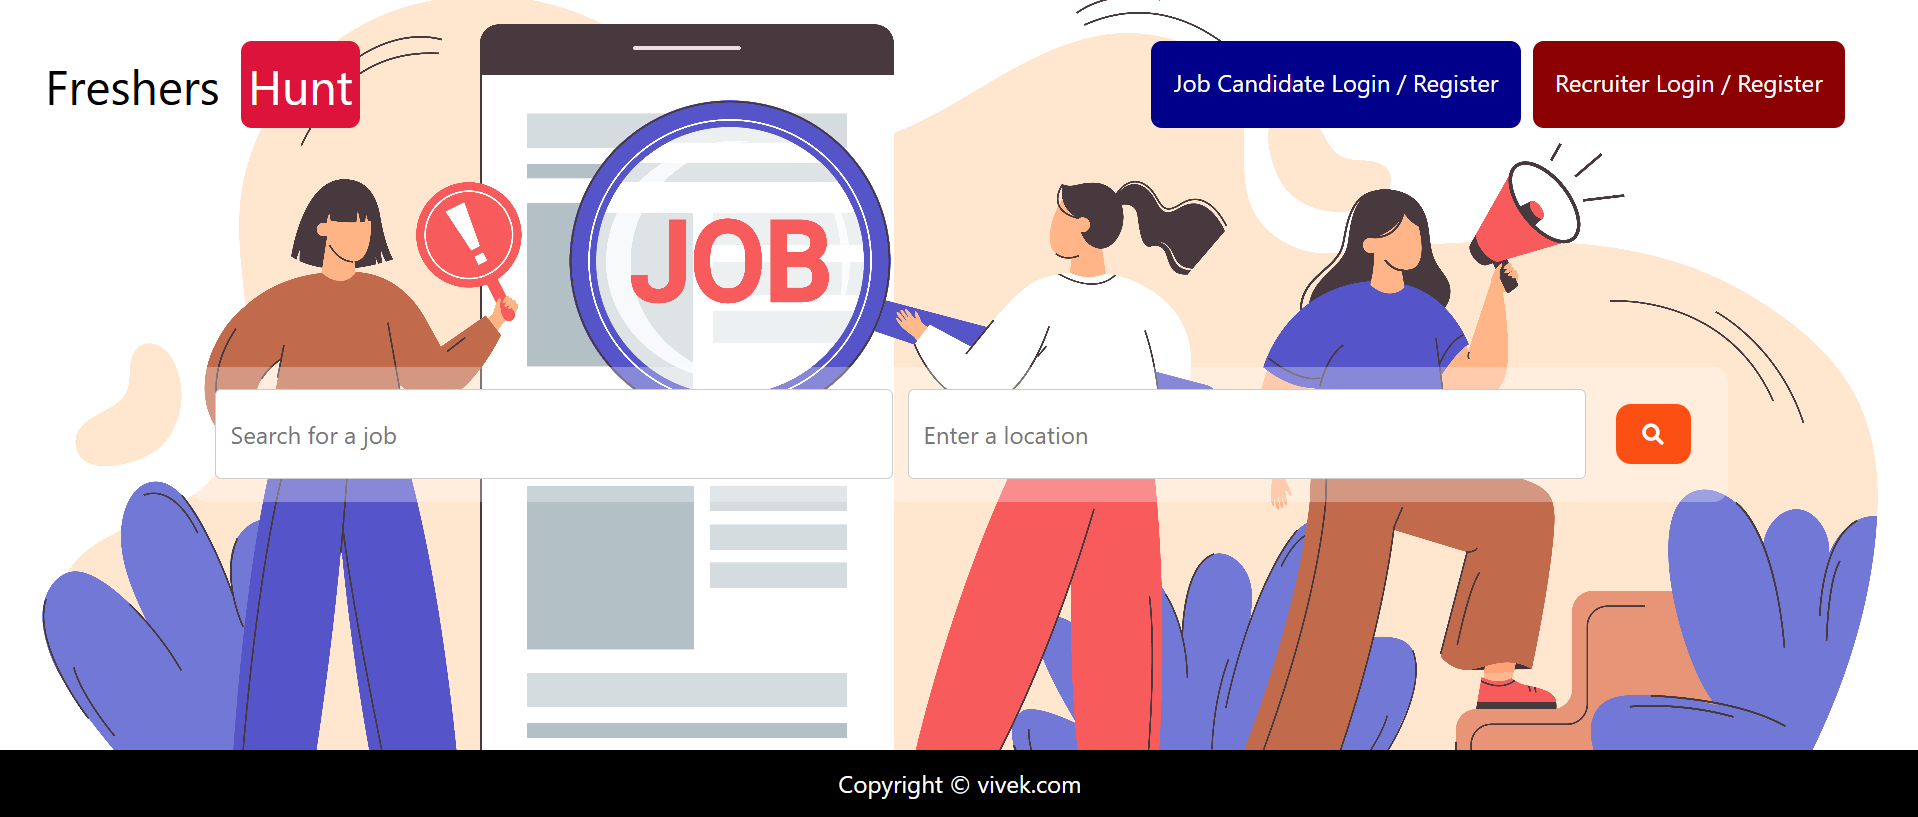 Freshers Hunt
Job Candidate Login / Register
Recruiter Login / Register
!
JOB
Search for a job
Enter a location
Copyright © vivek.com